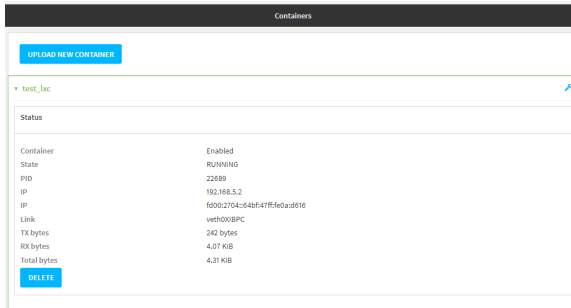 Containers
UPLOAD NEW CONTAINER
test_lxc
Status
Container Enabled
State RUNNING
PID 22689
IP 192.168.5.2
IP fd00:2704::64bf:47ff:fe0a:d616
Link veth0XIBPC
TX bytes 242 bytes
RX bytes 4.07 KiB
Total bytes 4.31 KiB
DELETE